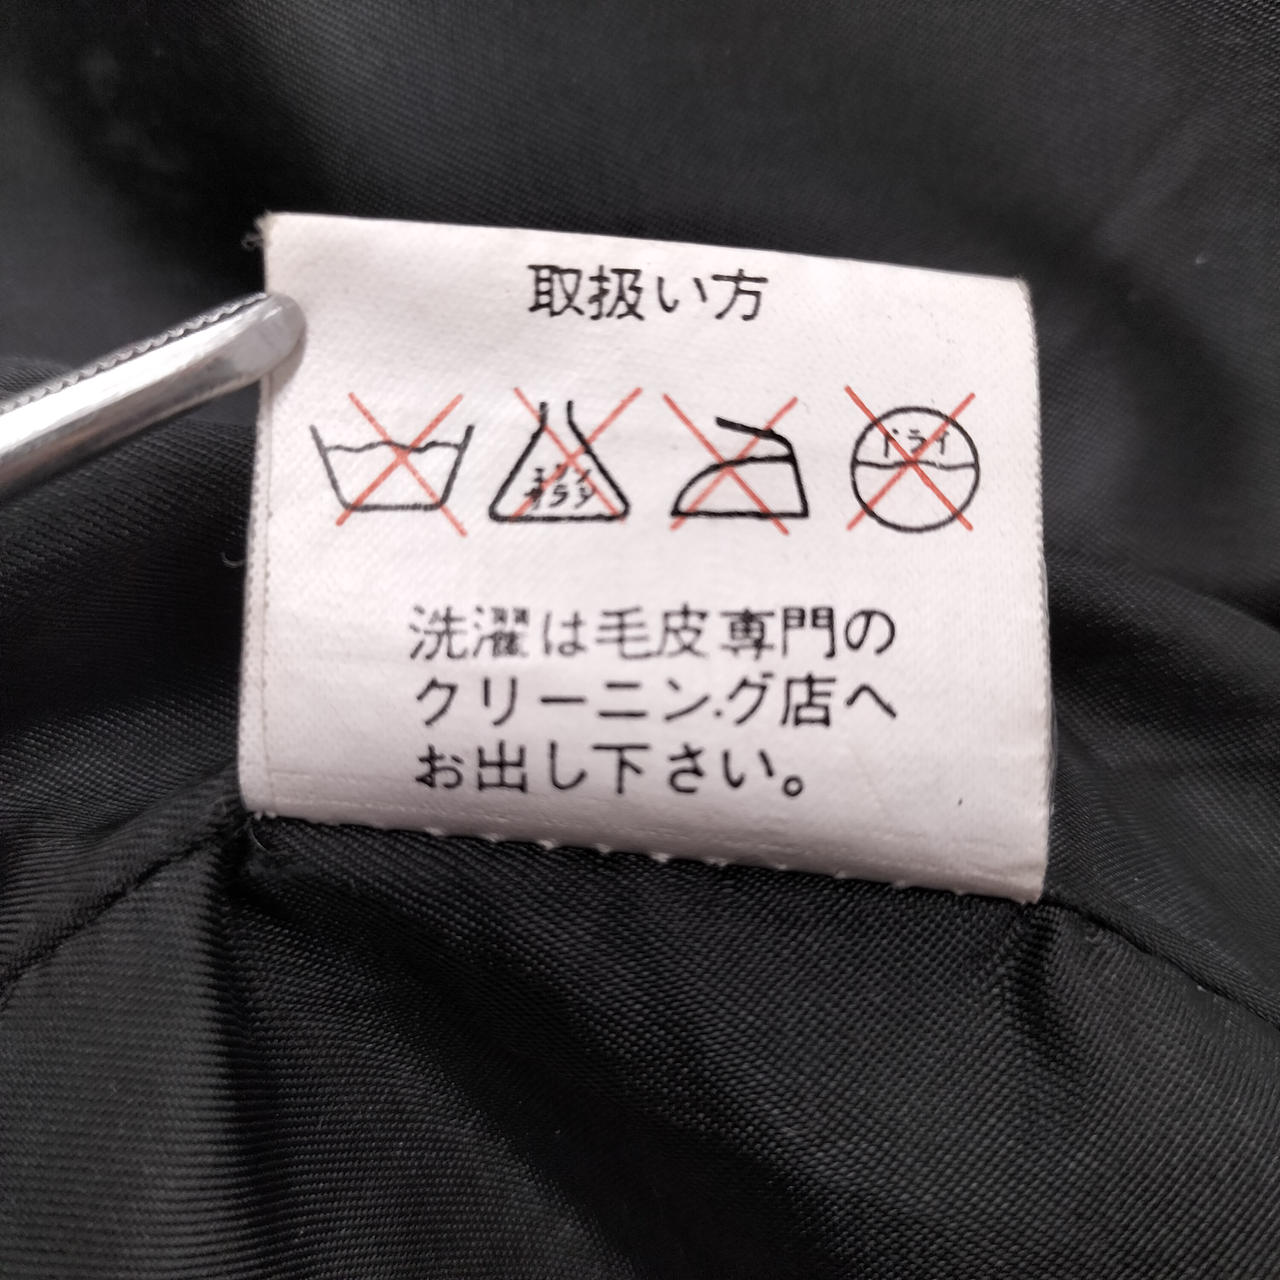 取扱い方
エンソ
サラシ
ドライ
洗濯は毛皮専門の
クリーニング店へ
お出し下さい。